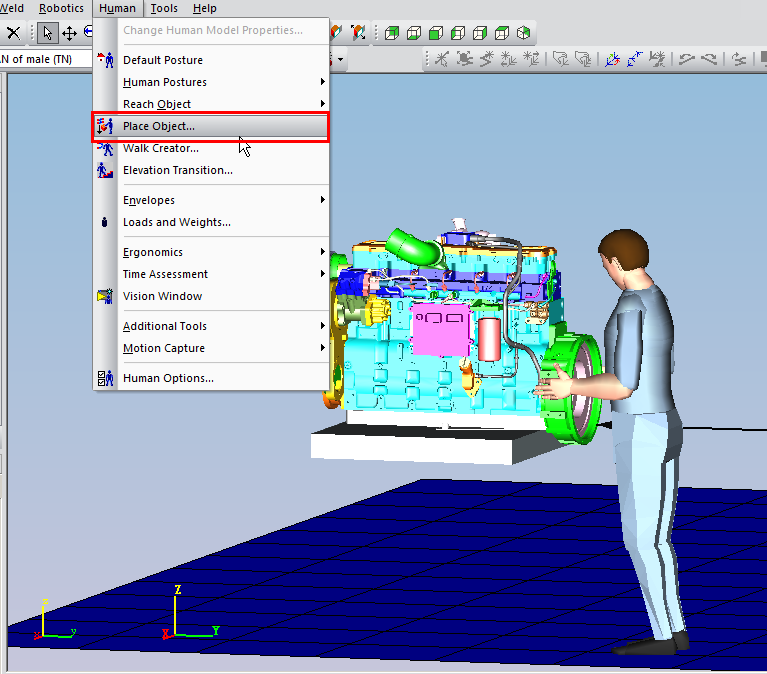 Weld Robotics Human Tools Help
Change Human Model Properties...
N of male (TN)
Default Posture
Human Postures
Reach Object
Place Object...
Walk Creator...
Elevation Transition...
Envelopes
Loads and Weights...
Ergonomics
Time Assessment
Vision Window
Additional Tools
Motion Capture
Human Options...
Z
Y
X
z
y
x